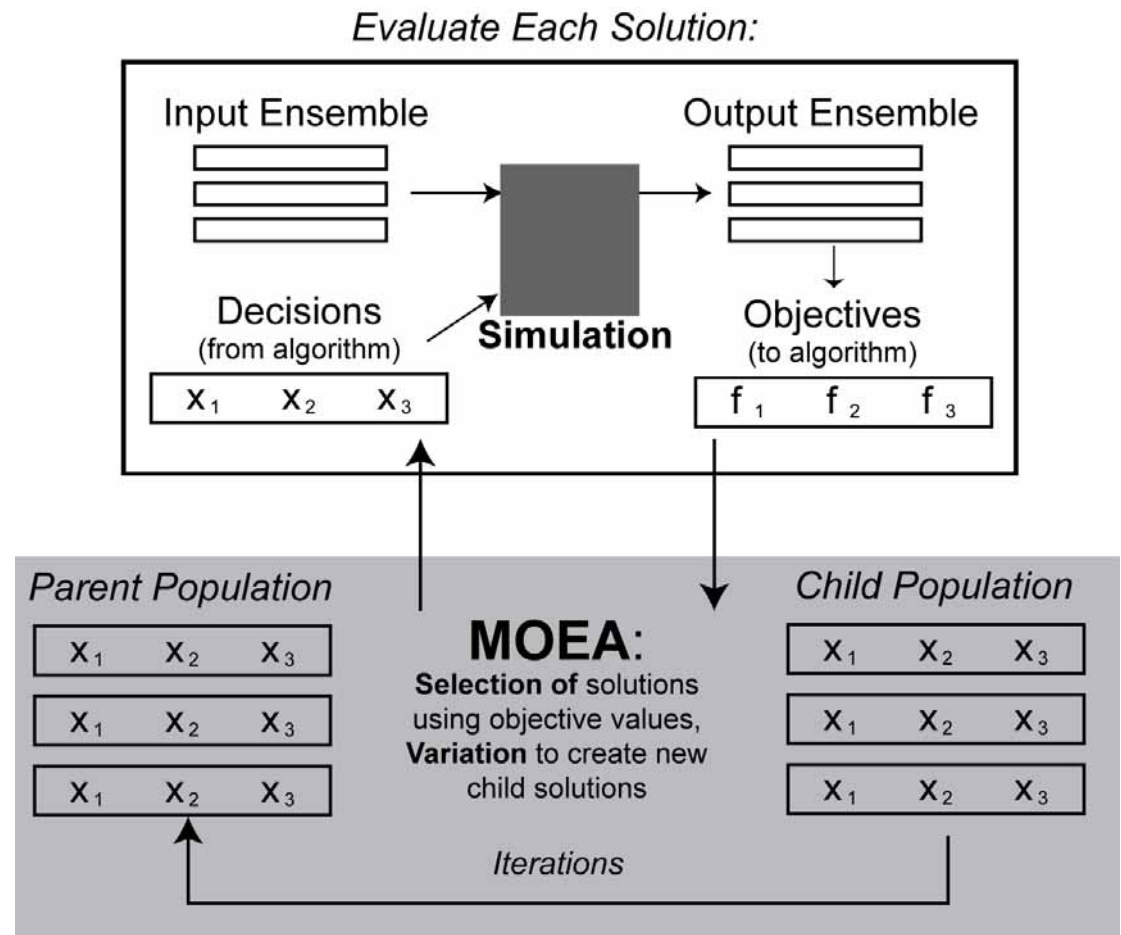 Evaluate Each Solution:
Input Ensemble
Output Ensemble
Decisions
(from algorithm)
Simulation
Objectives
(to algorithm)
x₁ x₂ x₃
f₁ f₂ f₃
Parent Population
x₁ x₂ x₃
x₁ x₂ x₃
x₁ x₂ x₃
MOEA:
Selection of solutions
using objective values,
Variation to create new
child solutions
Child Population
x₁ x₂ x₃
x₁ x₂ x₃
x₁ x₂ x₃
Iterations